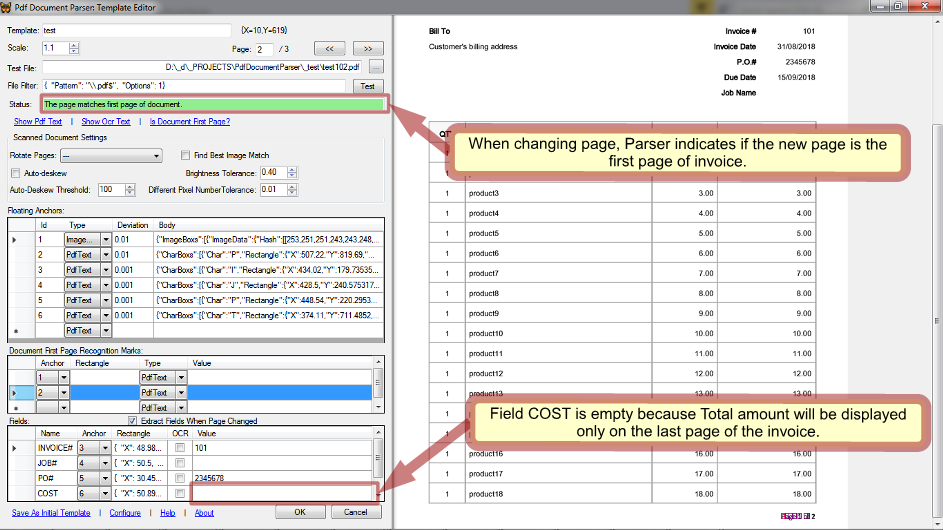 Pdf Document Parser: Template Editor
Template: test {X=10,Y=619}
Scale: 1.1 Page: 2 / 3 << >>
Test File: D:\_d\_PROJECTS\PdfDocumentParser\_test\test102.pdf ...
File Filter: { "Pattern": "\\.pdf$", "Options": 1} Test
Status: The page matches first page of document.
Show Pdf Text | Show Ocr Text | Is Document First Page?
Scanned Document Settings
Rotate Pages: --- Find Best Image Match
Auto-deskew Brightness Tolerance: 0.40
Auto-Deskew Threshold: 100 Different Pixel NumberTolerance: 0.01
Floating Anchors:
Id Type Deviation Body
1 Image... 0.01 {"ImageBoxs":[{"ImageData":{"Hash":[[253,251,251,243,243,248,...
2 PdfText 0.01 {"CharBoxs":[{"Char":"P","Rectangle":{"X":507.22,"Y":819.69,...
3 PdfText 0.001 {"CharBoxs":[{"Char":"I","Rectangle":{"X":434.02,"Y":179.73535...
4 PdfText 0.001 {"CharBoxs":[{"Char":"J","Rectangle":{"X":428.5,"Y":240.575317...
5 PdfText 0.001 {"CharBoxs":[{"Char":"P","Rectangle":{"X":448.54,"Y":220.2953...
6 PdfText 0.001 {"CharBoxs":[{"Char":"T","Rectangle":{"X":374.11,"Y":711.4852,...
PdfText
Document First Page Recognition Marks:
Anchor Rectangle Type Value
1 PdfText
2 PdfText
PdfText
Fields: Extract Fields When Page Changed
Name Anchor Rectangle OCR Value
INVOICE# 3 { "X": 48.98... 101
JOB# 4 { "X": 50.5, ...
PO# 5 { "X": 30.45... 2345678
COST 6 { "X": 50.89...
Save As Initial Template | Configure | Help | About OK Cancel
Bill To Invoice # 101
Customer's billing address Invoice Date 31/08/2018
P.O.# 2345678
Due Date 15/09/2018
Job Name
When changing page, Parser indicates if the new page is the
first page of invoice.
1 product3 3.00 3.00
1 product4 4.00 4.00
1 product5 5.00 5.00
1 product6 6.00 6.00
1 product7 7.00 7.00
1 product8 8.00 8.00
1 product9 9.00 9.00
1 product10 10.00 10.00
1 product11 11.00 11.00
1 product12 12.00 12.00
1 product13 13.00 13.00
Field COST is empty because Total amount will be displayed
only on the last page of the invoice.
1 product16 16.00 16.00
1 product17 17.00 17.00
1 product18 18.00 18.00